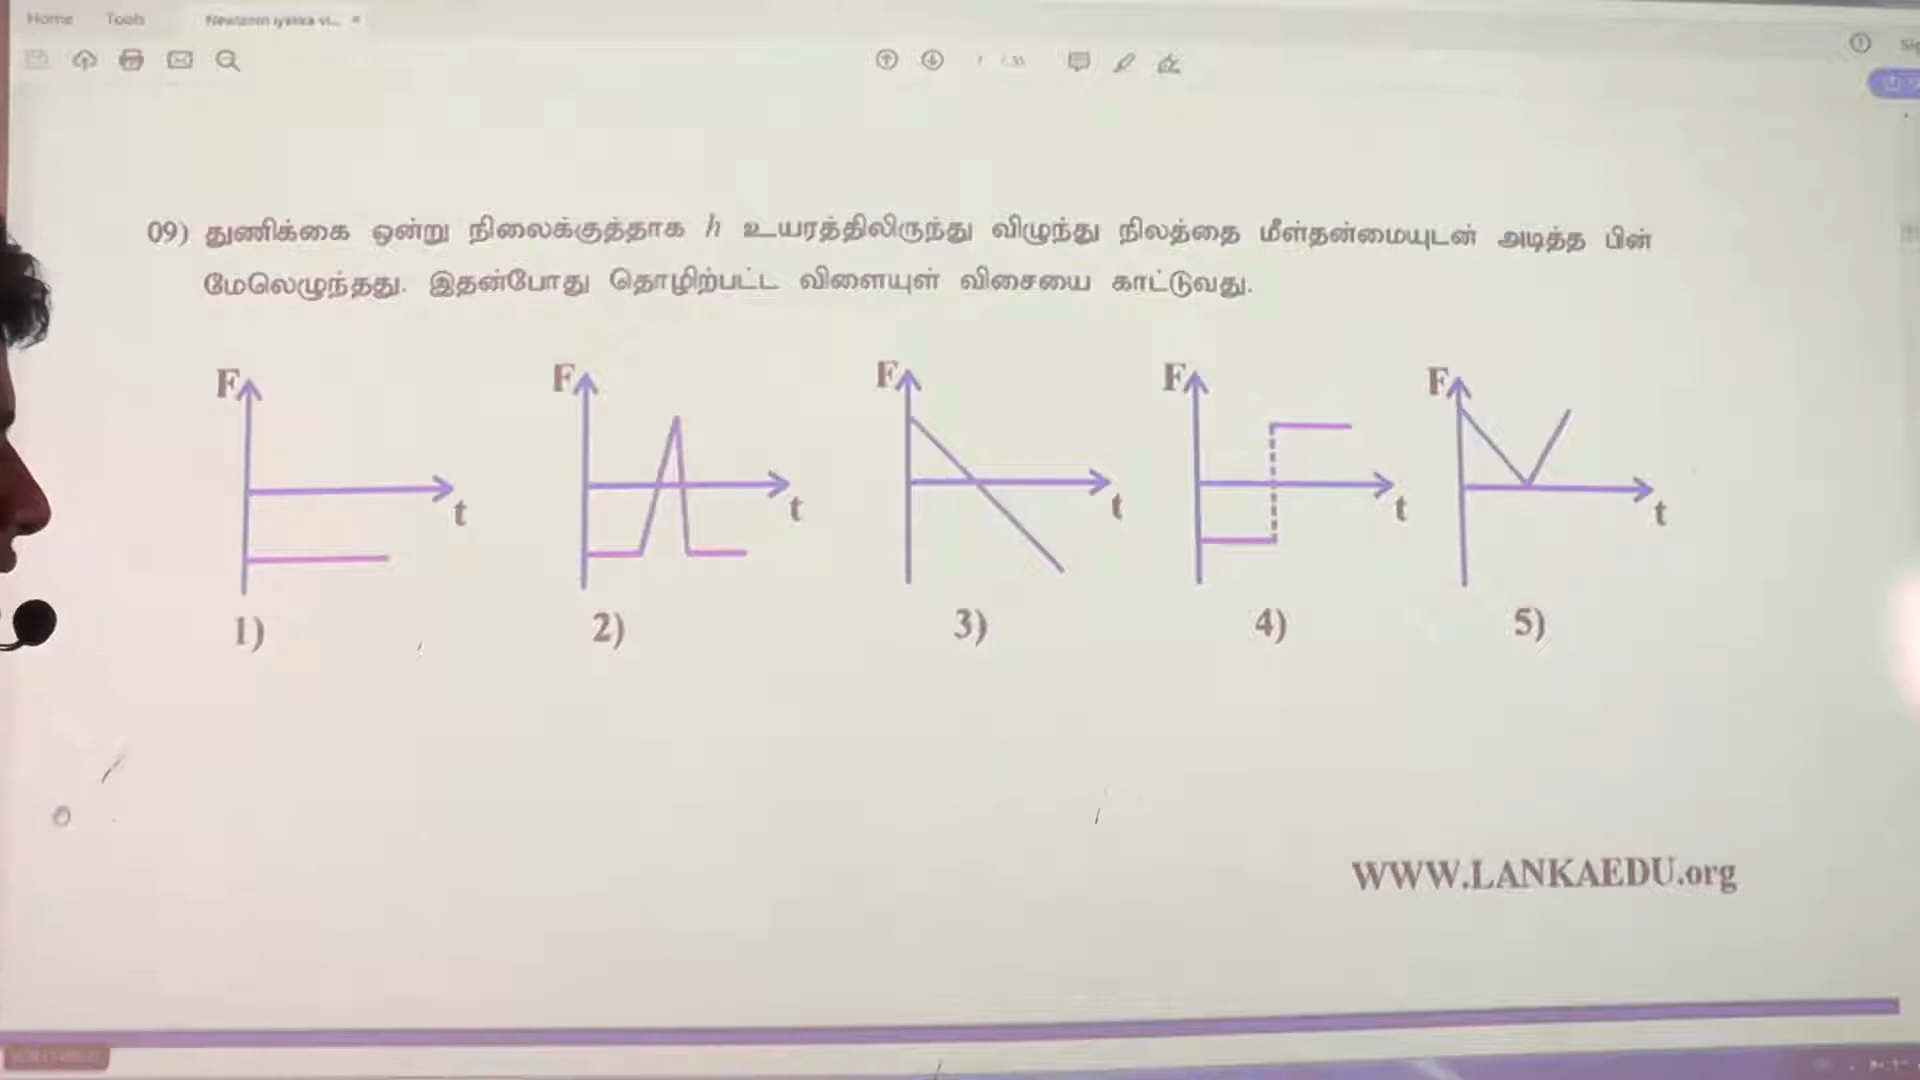 Home Tools
09) துணிக்கை ஒன்று நிலைக்குத்தாக h உயரத்திலிருந்து விழுந்து நிலத்தை மீள்தன்மையுடன் அடித்த பின்
மேலெழுந்தது. இதன்போது தொழிற்பட்ட விளையுள் விசையை காட்டுவது.
F F F F F
t t t t t
1) 2) 3) 4) 5)
WWW.LANKAEDU.org